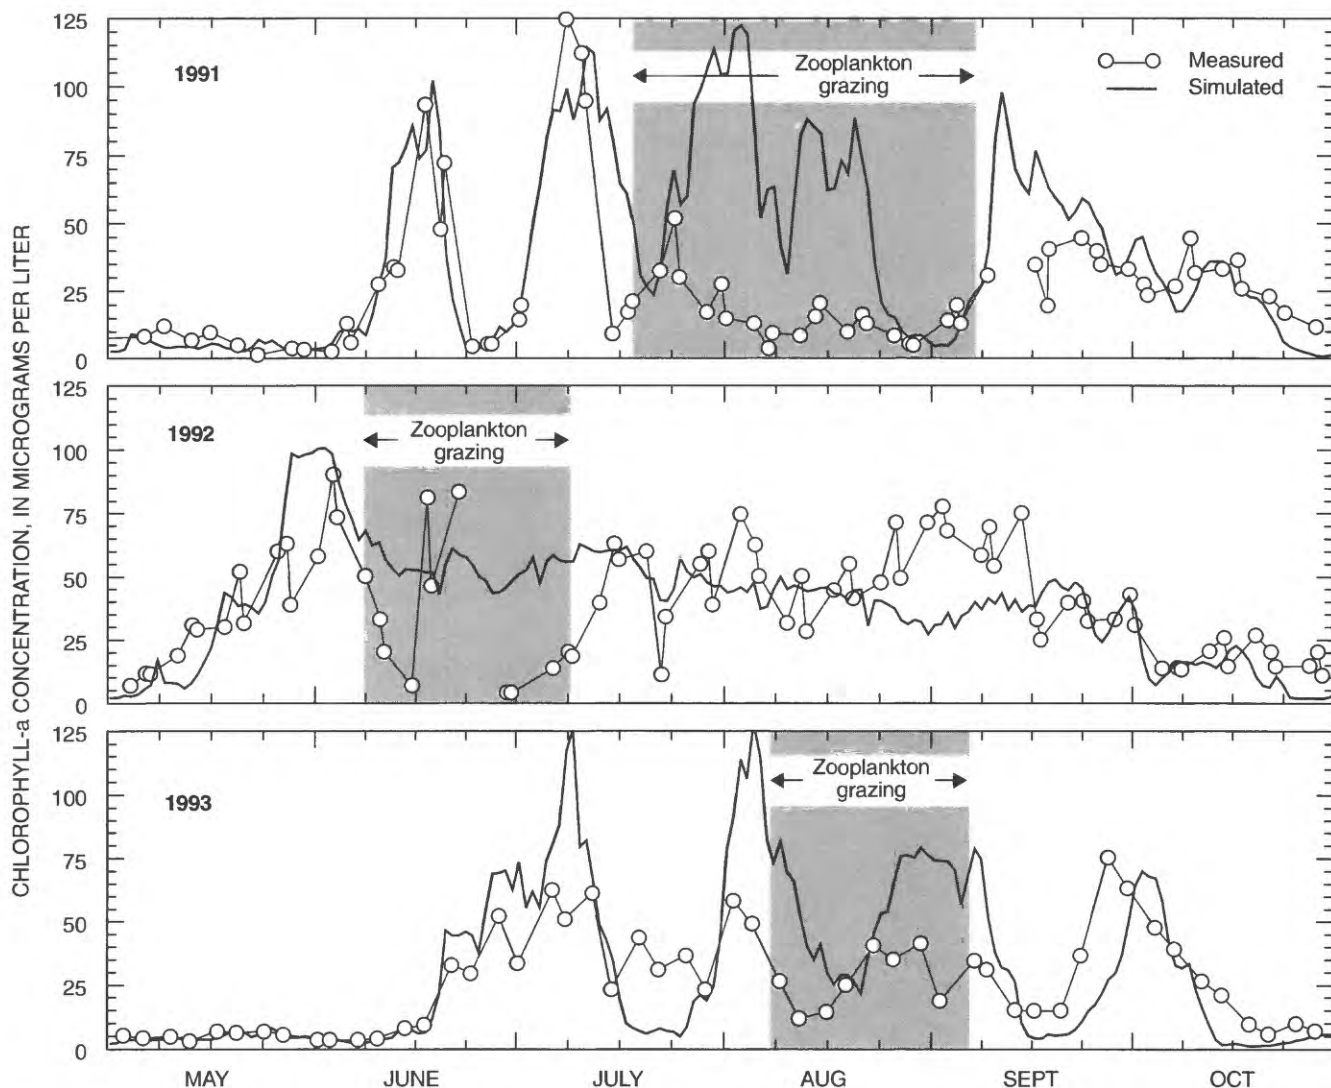 CHLOROPHYLL-a CONCENTRATION, IN MICROGRAMS PER LITER
125
100
75
50
25
0
1991
Zooplankton
grazing
Measured
Simulated
125
100
75
50
25
0
1992
Zooplankton
grazing
125
100
75
50
25
0
1993
Zooplankton
grazing
MAY JUNE JULY AUG SEPT OCT